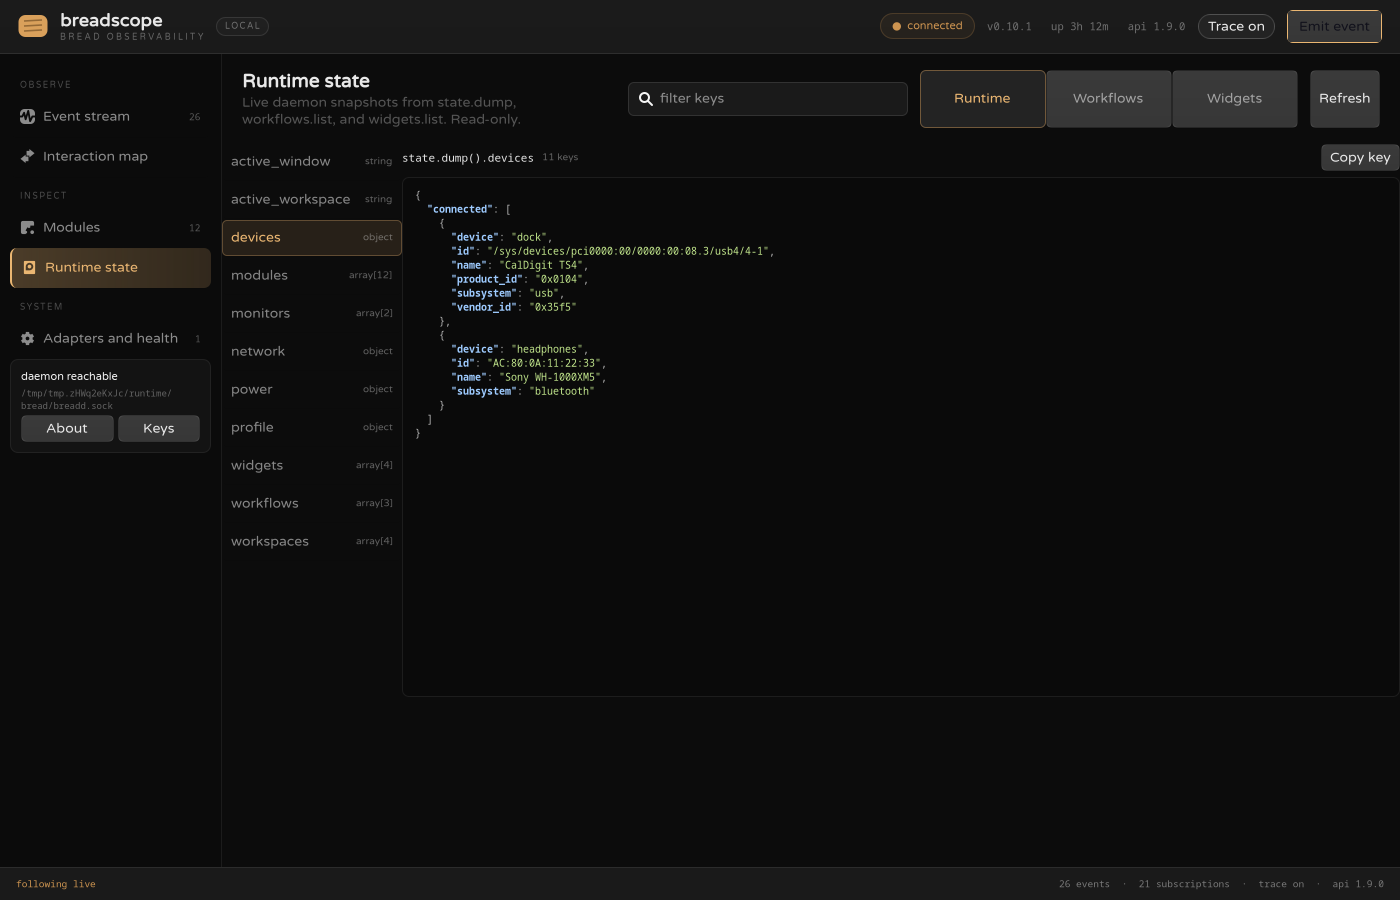 breadscope
BREAD OBSERVABILITY
LOCAL
connected
v0.10.1
up 3h 12m
api 1.9.0
Trace on
Emit event
OBSERVE
Event stream 26
Interaction map
INSPECT
Modules 12
Runtime state
SYSTEM
Adapters and health 1
daemon reachable
/tmp/tmp.zHWq2eKxJc/runtime/
bread/breadd.sock
About
Keys
Runtime state
Live daemon snapshots from state.dump,
workflows.list, and widgets.list. Read-only.
filter keys
Runtime
Workflows
Widgets
Refresh
active_window string
active_workspace string
devices object
modules array[12]
monitors array[2]
network object
power object
profile object
widgets array[4]
workflows array[3]
workspaces array[4]
state.dump().devices 11 keys
Copy key
{
"connected": [
{
"device": "dock",
"id": "/sys/devices/pci0000:00/0000:00:08.3/usb4/4-1",
"name": "CalDigit TS4",
"product_id": "0x0104",
"subsystem": "usb",
"vendor_id": "0x35f5"
},
{
"device": "headphones",
"id": "AC:80:0A:11:22:33",
"name": "Sony WH-1000XM5",
"subsystem": "bluetooth"
}
]
}
following live
26 events · 21 subscriptions · trace on · api 1.9.0